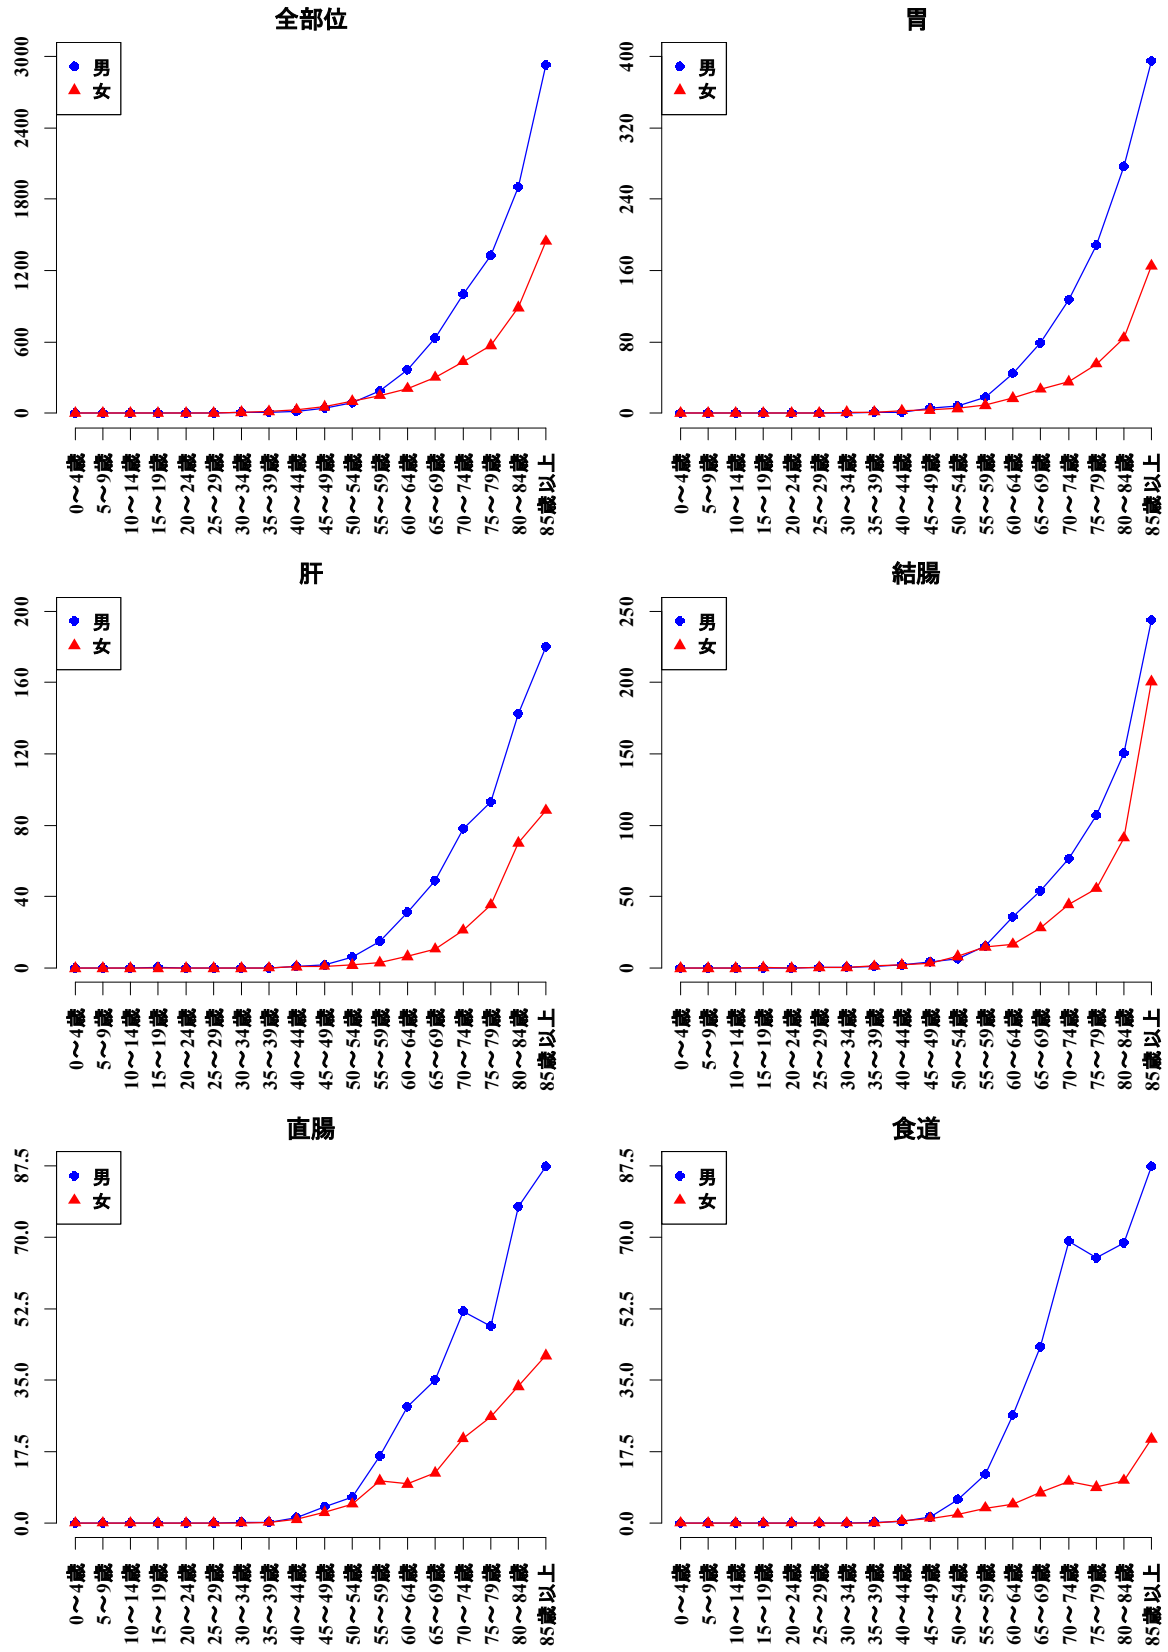 全部位
男
女
3000
2400
1800
1200
600
0
0〜4歳
5〜9歳
10〜14歳
15〜19歳
20〜24歳
25〜29歳
30〜34歳
35〜39歳
40〜44歳
45〜49歳
50〜54歳
55〜59歳
60〜64歳
65〜69歳
70〜74歳
75〜79歳
80〜84歳
85歳以上
胃
男
女
400
320
240
160
80
0
0〜4歳
5〜9歳
10〜14歳
15〜19歳
20〜24歳
25〜29歳
30〜34歳
35〜39歳
40〜44歳
45〜49歳
50〜54歳
55〜59歳
60〜64歳
65〜69歳
70〜74歳
75〜79歳
80〜84歳
85歳以上
肝
男
女
200
160
120
80
40
0
0〜4歳
5〜9歳
10〜14歳
15〜19歳
20〜24歳
25〜29歳
30〜34歳
35〜39歳
40〜44歳
45〜49歳
50〜54歳
55〜59歳
60〜64歳
65〜69歳
70〜74歳
75〜79歳
80〜84歳
85歳以上
結腸
男
女
250
200
150
100
50
0
0〜4歳
5〜9歳
10〜14歳
15〜19歳
20〜24歳
25〜29歳
30〜34歳
35〜39歳
40〜44歳
45〜49歳
50〜54歳
55〜59歳
60〜64歳
65〜69歳
70〜74歳
75〜79歳
80〜84歳
85歳以上
直腸
男
女
87.5
70.0
52.5
35.0
17.5
0.0
0〜4歳
5〜9歳
10〜14歳
15〜19歳
20〜24歳
25〜29歳
30〜34歳
35〜39歳
40〜44歳
45〜49歳
50〜54歳
55〜59歳
60〜64歳
65〜69歳
70〜74歳
75〜79歳
80〜84歳
85歳以上
食道
男
女
87.5
70.0
52.5
35.0
17.5
0.0
0〜4歳
5〜9歳
10〜14歳
15〜19歳
20〜24歳
25〜29歳
30〜34歳
35〜39歳
40〜44歳
45〜49歳
50〜54歳
55〜59歳
60〜64歳
65〜69歳
70〜74歳
75〜79歳
80〜84歳
85歳以上